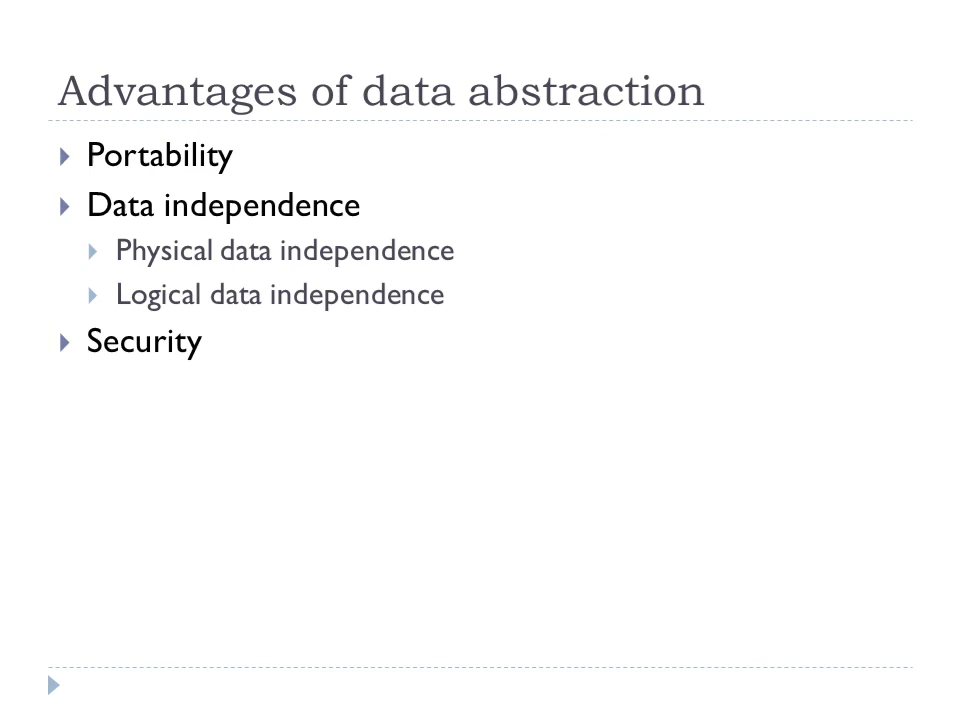 Advantages of data abstraction
Portability
Data independence
Physical data independence
Logical data independence
Security